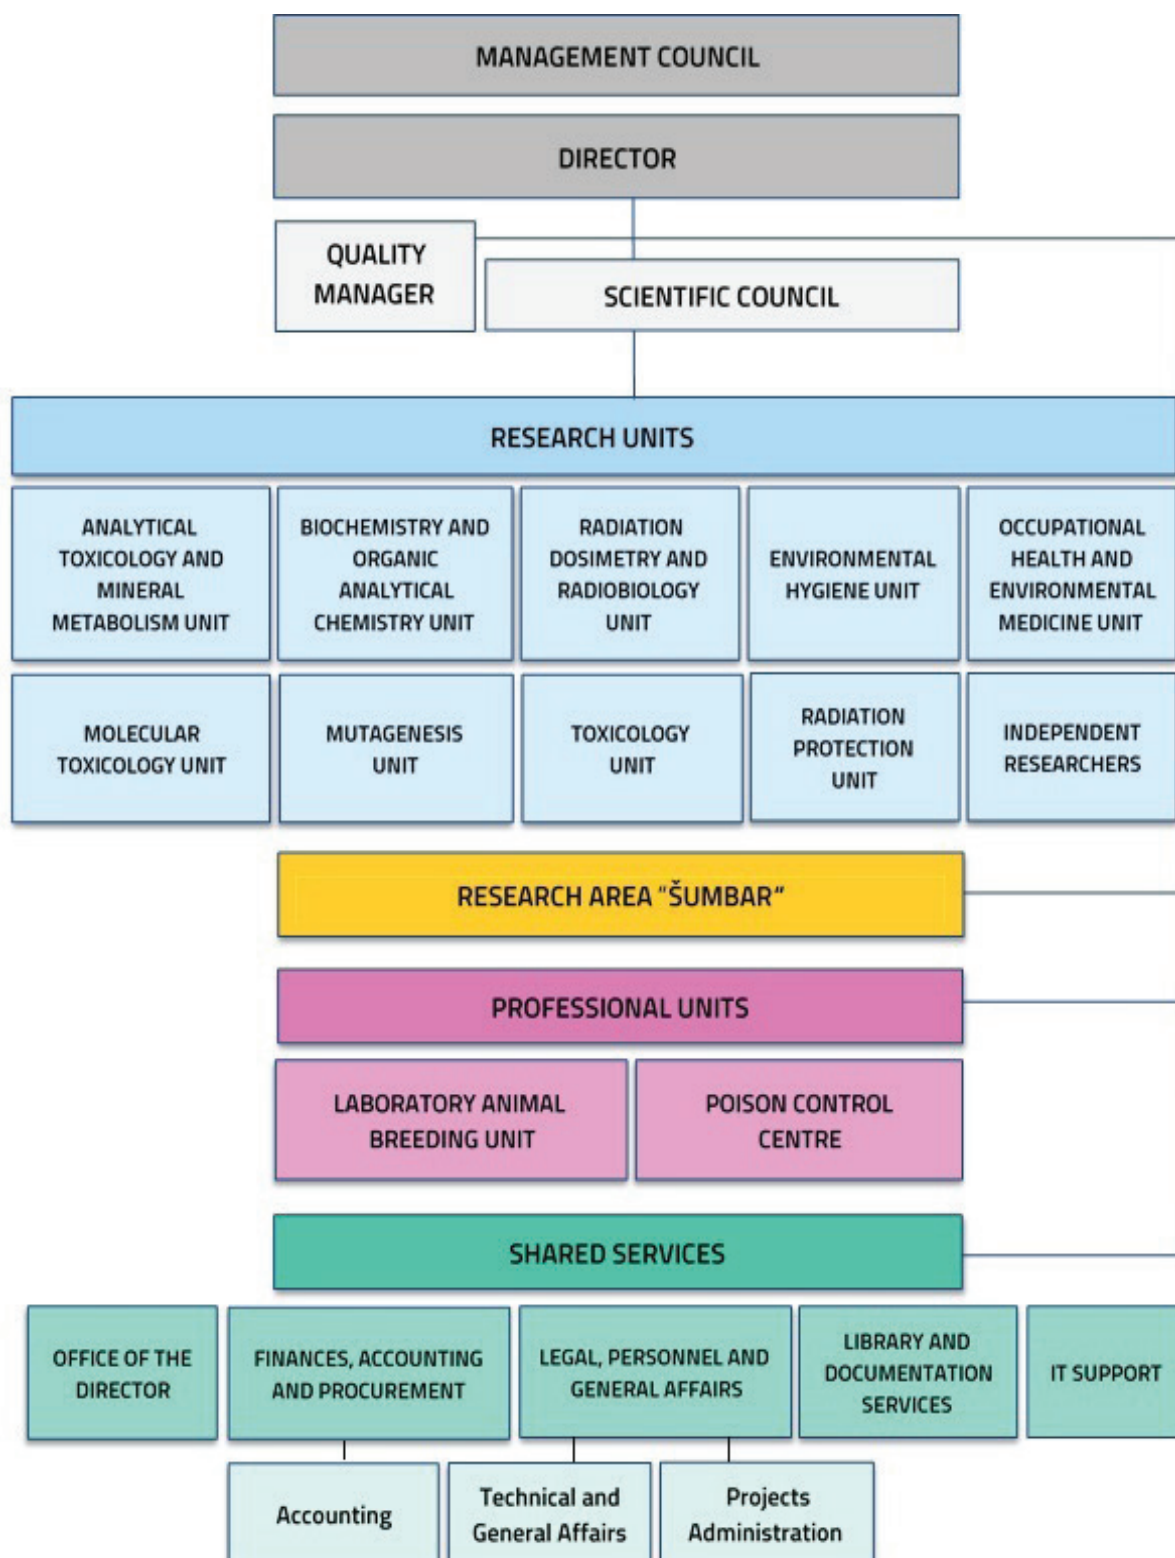 MANAGEMENT COUNCIL
DIRECTOR
QUALITY
MANAGER
SCIENTIFIC COUNCIL
RESEARCH UNITS
ANALYTICAL
TOXICOLOGY AND
MINERAL
METABOLISM UNIT
BIOCHEMISTRY AND
ORGANIC
ANALYTICAL
CHEMISTRY UNIT
RADIATION
DOSIMETRY AND
RADIOBIOLOGY
UNIT
ENVIRONMENTAL
HYGIENE UNIT
OCCUPATIONAL
HEALTH AND
ENVIRONMENTAL
MEDICINE UNIT
MOLECULAR
TOXICOLOGY UNIT
MUTAGENESIS
UNIT
TOXICOLOGY
UNIT
RADIATION
PROTECTION
UNIT
INDEPENDENT
RESEARCHERS
RESEARCH AREA “ŠUMBAR“
PROFESSIONAL UNITS
LABORATORY ANIMAL
BREEDING UNIT
POISON CONTROL
CENTRE
SHARED SERVICES
OFFICE OF THE
DIRECTOR
FINANCES, ACCOUNTING
AND PROCUREMENT
LEGAL, PERSONNEL AND
GENERAL AFFAIRS
LIBRARY AND
DOCUMENTATION
SERVICES
IT SUPPORT
Accounting
Technical and
General Affairs
Projects
Administration